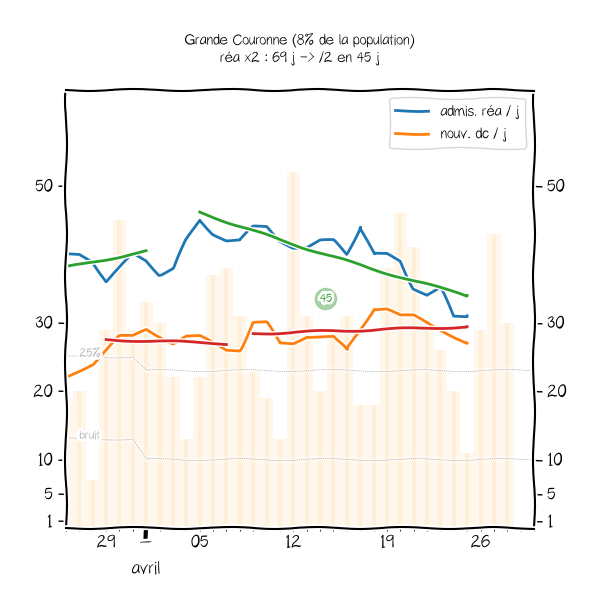 Grande Couronne (8% de la population)
réa x2 : 69 j -> /2 en 45 j
admis. réa / j
nouv. dc / j
50 50
45
30 30
25%
20 20
bruit
10 10
5 5
1 1
29 1 05 12 19 26
avril